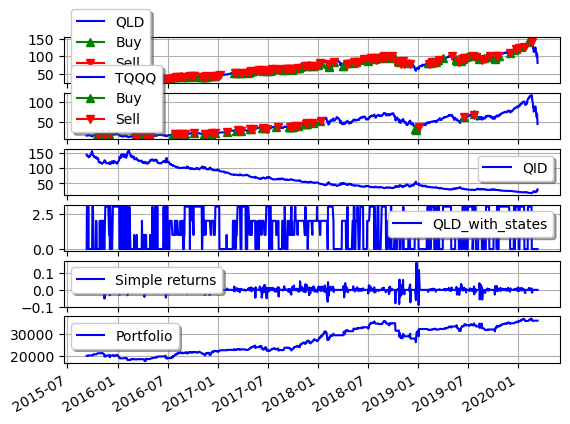 QLD
Buy
Sell
150
100
50
TQQQ
Buy
Sell
100
50
QID
150
100
50
QLD_with_states
2.5
0.0
Simple returns
0.1
0.0
−0.1
Portfolio
30000
20000
2015-07 2016-01 2016-07 2017-01 2017-07 2018-01 2018-07 2019-01 2019-07 2020-01